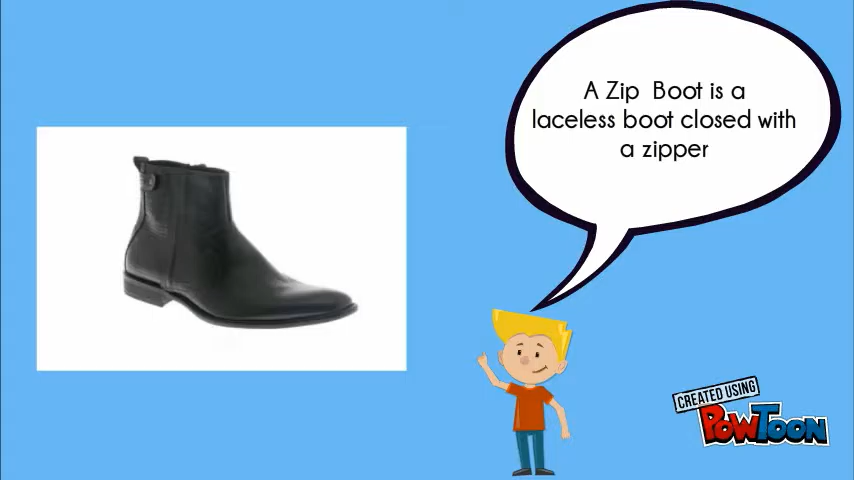 A Zip Boot is a
laceless boot closed with
a zipper
CREATED USING
POWTOON